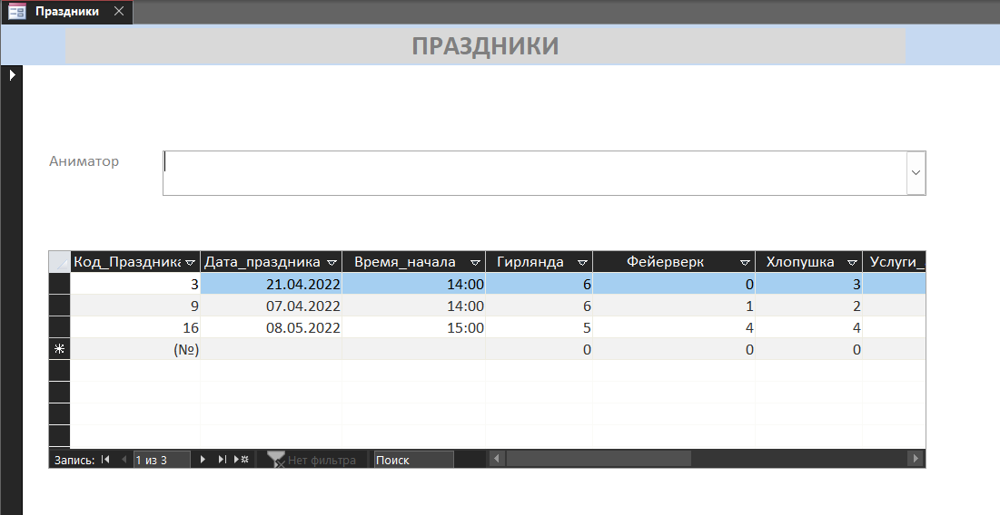 Праздники
ПРАЗДНИКИ
Аниматор
Код_Праздника Дата_праздника Время_начала Гирлянда Фейерверк Хлопушка Услуги_
3 21.04.2022 14:00 6 0 3
9 07.04.2022 14:00 6 1 2
16 08.05.2022 15:00 5 4 4
(№) 0 0 0
Запись: 1 из 3 Нет фильтра Поиск